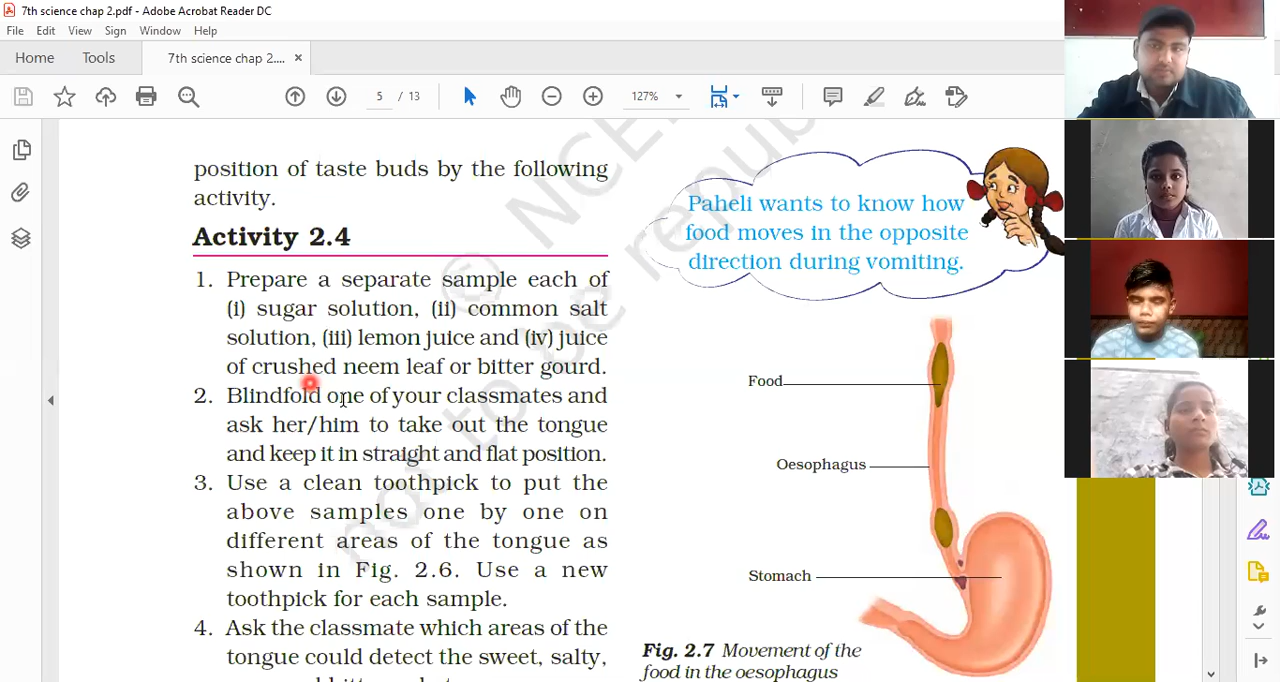 7th science chap 2.pdf - Adobe Acrobat Reader DC
File Edit View Sign Window Help
Home Tools 7th science chap 2.... ×
5 / 13 127%
position of taste buds by the following
activity.
Activity 2.4
1. Prepare a separate sample each of
(i) sugar solution, (ii) common salt
solution, (iii) lemon juice and (iv) juice
of crushed neem leaf or bitter gourd.
2. Blindfold one of your classmates and
ask her/him to take out the tongue
and keep it in straight and flat position.
3. Use a clean toothpick to put the
above samples one by one on
different areas of the tongue as
shown in Fig. 2.6. Use a new
toothpick for each sample.
4. Ask the classmate which areas of the
tongue could detect the sweet, salty,
Paheli wants to know how
food moves in the opposite
direction during vomiting.
Food
Oesophagus
Stomach
Fig. 2.7 Movement of the
food in the oesophagus
not to be republ
© NCE